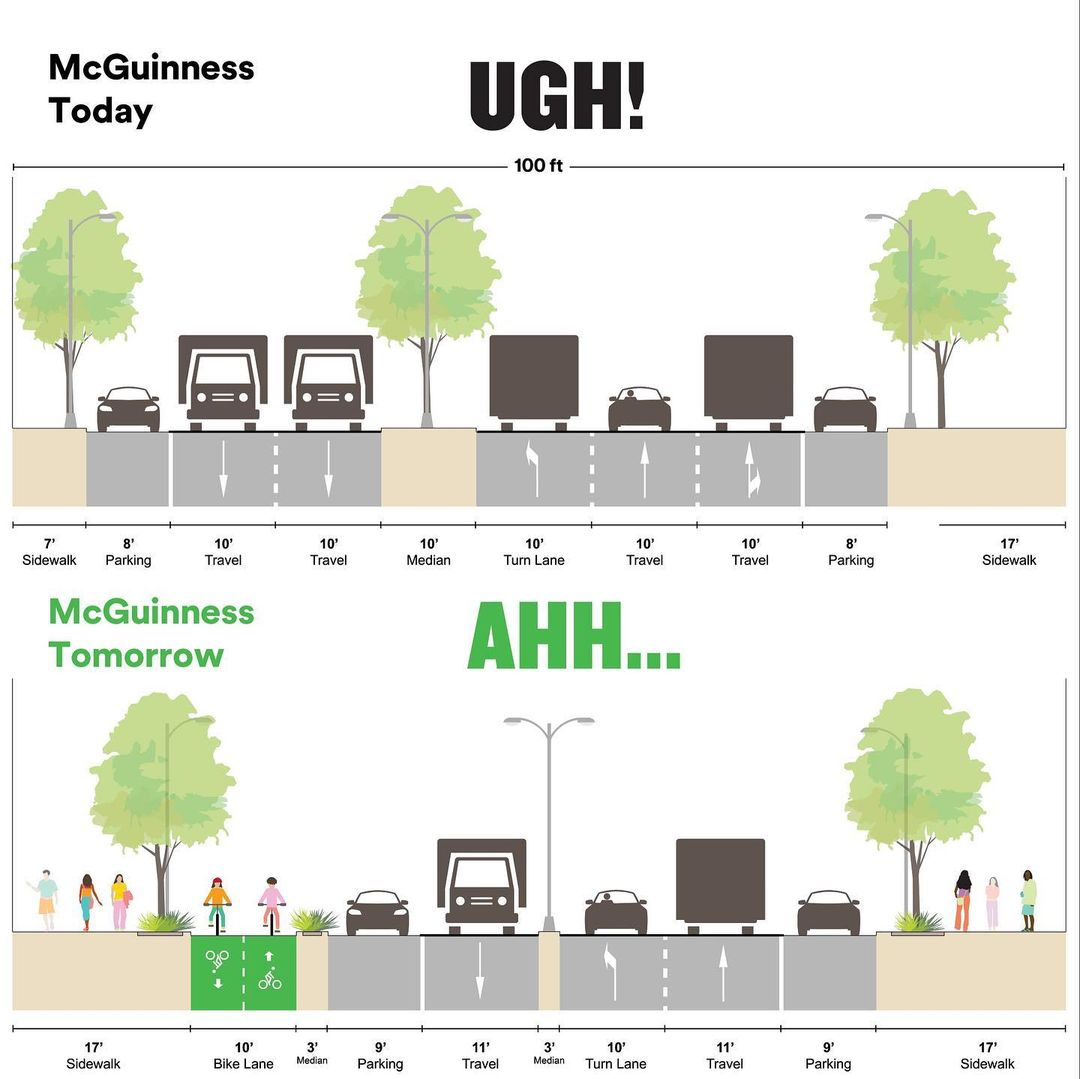 McGuinness
Today
UGH!
100 ft
7’ 8’ 10’ 10’ 10’ 10’ 10’ 10’ 8’ 17’
Sidewalk Parking Travel Travel Median Turn Lane Travel Travel Parking Sidewalk
McGuinness
Tomorrow
AHH...
17’ 10’ 3’ 9’ 11’ 3’ 10’ 11’ 9’ 17’
Sidewalk Bike Lane Median Parking Travel Median Turn Lane Travel Parking Sidewalk